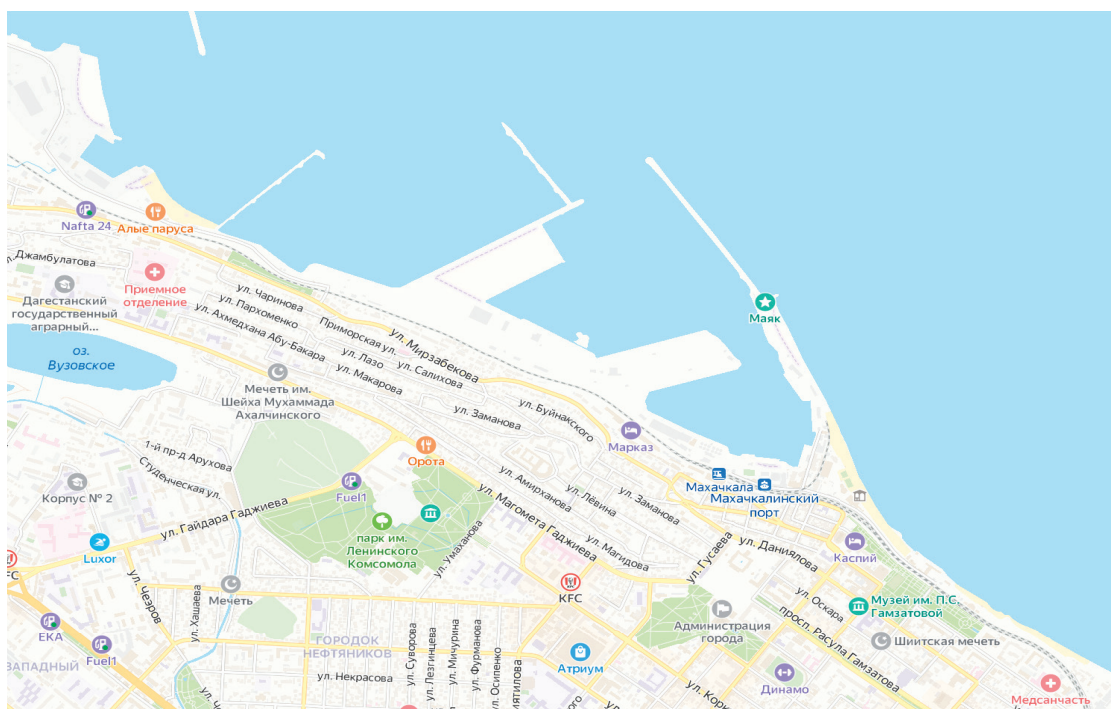 Nafta 24
Алые паруса
л. Джамбулатова
Дагестанский
государственный
аграрный...
Приемное
отделение
ул. Чаринова
ул. Пархоменко
ул. Ахмедхана Абу-Бакара
Приморская ул.
ул. Мирзабекова
Маяк
оз.
Вузовское
ул. Лазо
ул. Салихова
ул. Макарова
Мечеть им.
Шейха Мухаммада
Ахалчинского
ул. Заманова
ул. Буйнакского
Марказ
1-й пр-д Арухова
Студенческая ул.
Орота
Корпус № 2
Fuel1
ул. Гайдара Гаджиева
ул. Амирханова
ул. Лёвина
ул. Заманова
Махачкала
Махачкалинский
порт
ул. Магомета Гаджиева
парк им.
Ленинского
Комсомола
ул. Умаханова
ул. Магидова
ул. Гусаева
ул. Даниялова
Каспий
Luxor
FC
ул. Чеэров
ул. Хашаева
Мечеть
KFC
ул. Оскара
Музей им. П.С.
Гамзатовой
Администрация
города
просп. Расула Гамзатова
Шиитская мечеть
ЕКА
Fuel1
ЗАПАДНЫЙ
ГОРОДОК
НЕФТЯНИКОВ
ул. Некрасова
ул. Суворова
ул. Лезгинцева
ул. Мичурина
ул. Фурманова
ул. Осипенко
Атриум
Динамо
Медсанчасть